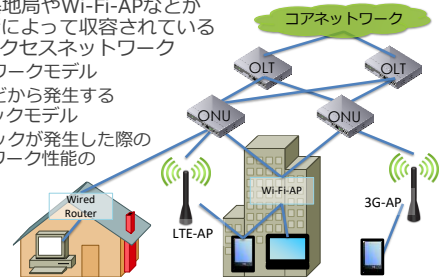 地局やWi-Fi-APなどが
によって収容されている
クセスネットワーク
ワークモデル
どから発生する
ックモデル
ックが発生した際の
ワーク性能の
コアネットワーク
OLT
OLT
ONU
ONU
Wired
Router
LTE-AP
Wi-Fi-AP
3G-AP